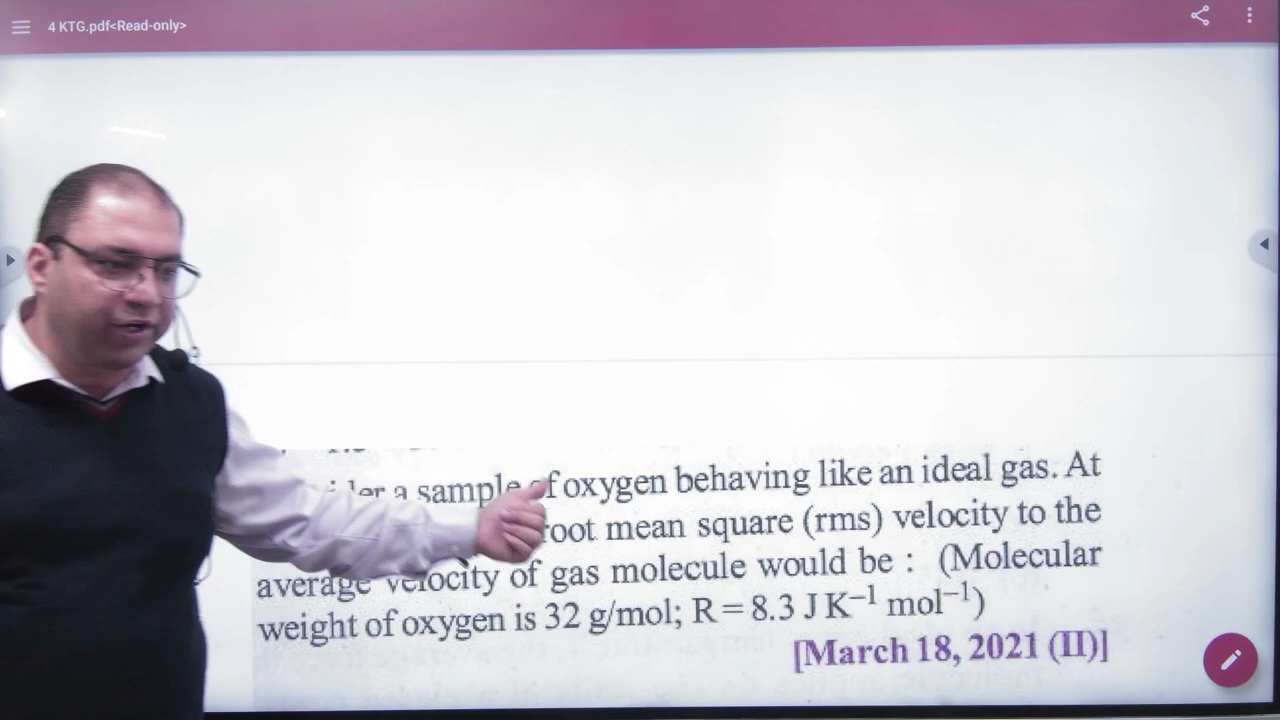 4 KTG.pdf<Read-only>
a sample of oxygen behaving like an ideal gas. At
root mean square (rms) velocity to the
average velocity of gas molecule would be : (Molecular
weight of oxygen is 32 g/mol; R = 8.3 J K⁻¹ mol⁻¹)
[March 18, 2021 (II)]